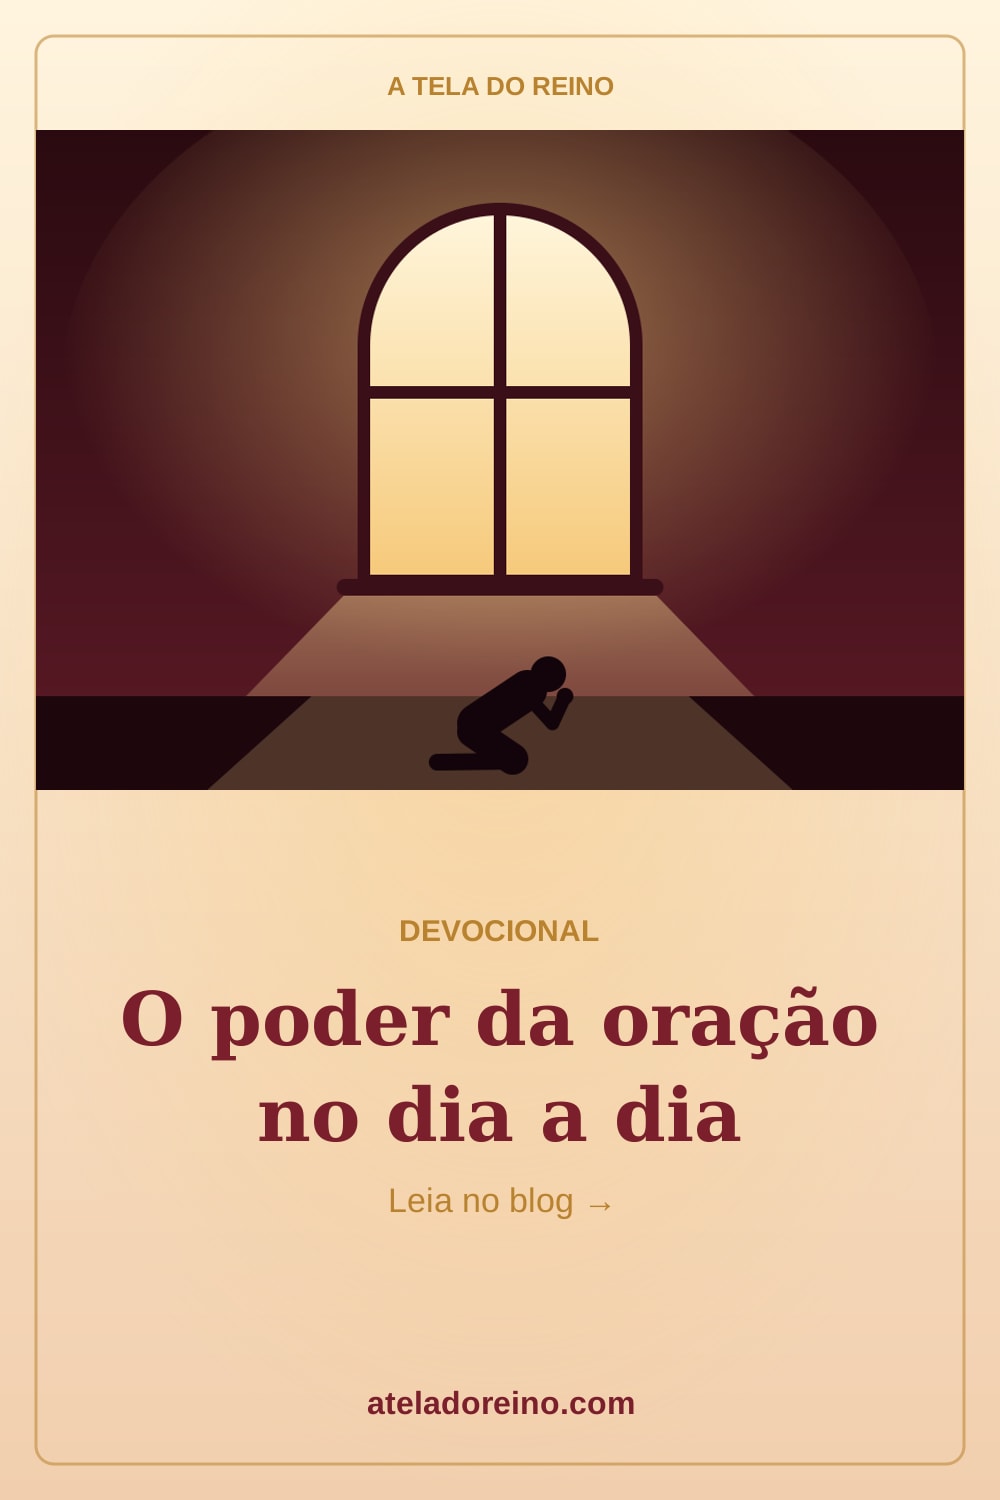 A TELA DO REINO
DEVOCIONAL
O poder da oração
no dia a dia
Leia no blog →
ateladoreino.com